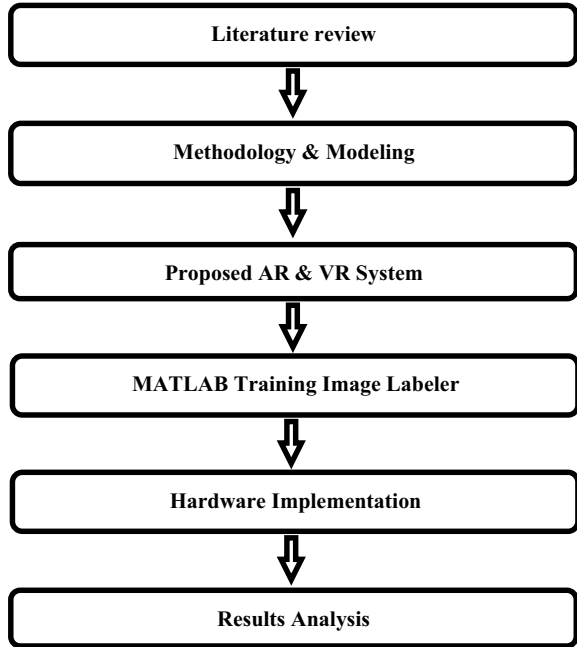 Literature review
Methodology & Modeling
Proposed AR & VR System
MATLAB Training Image Labeler
Hardware Implementation
Results Analysis